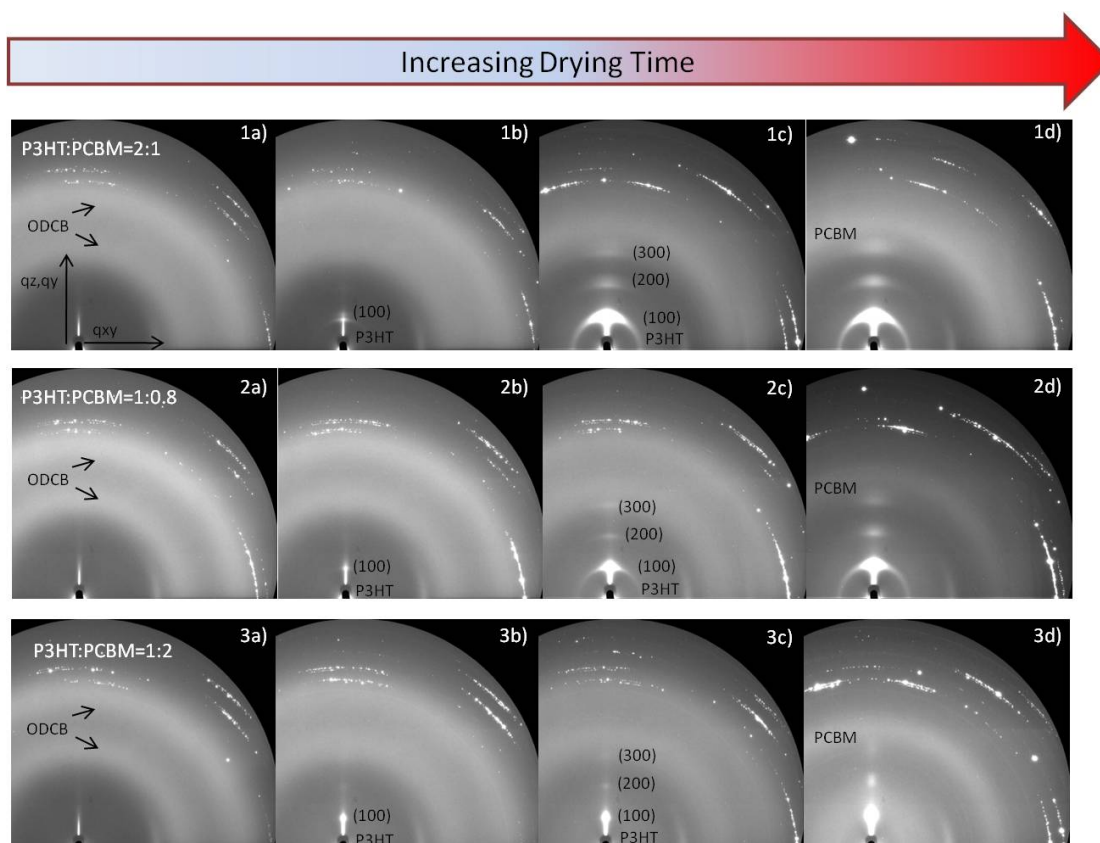 Increasing Drying Time
1a)
P3HT:PCBM=2:1
ODCB
qz,qy
qxy
1b)
(100)
P3HT
1c)
(300)
(200)
(100)
P3HT
1d)
PCBM
2a)
P3HT:PCBM=1:0.8
ODCB
2b)
(100)
P3HT
2c)
(300)
(200)
(100)
P3HT
2d)
PCBM
3a)
P3HT:PCBM=1:2
ODCB
3b)
(100)
P3HT
3c)
(300)
(200)
(100)
P3HT
3d)
PCBM